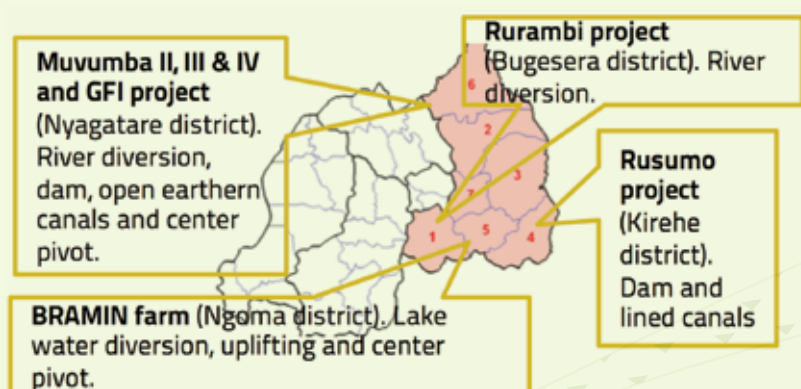 Muvumba II, III & IV
and GFI project
(Nyagatare district).
River diversion,
dam, open earthern
canals and center
pivot.
Rurambi project
(Bugesera district). River
diversion.
6
2
3
7
1
5
4
Rusumo
project
(Kirehe
district).
Dam and
lined canals
BRAMIN farm (Ngoma district). Lake
water diversion, uplifting and center
pivot.